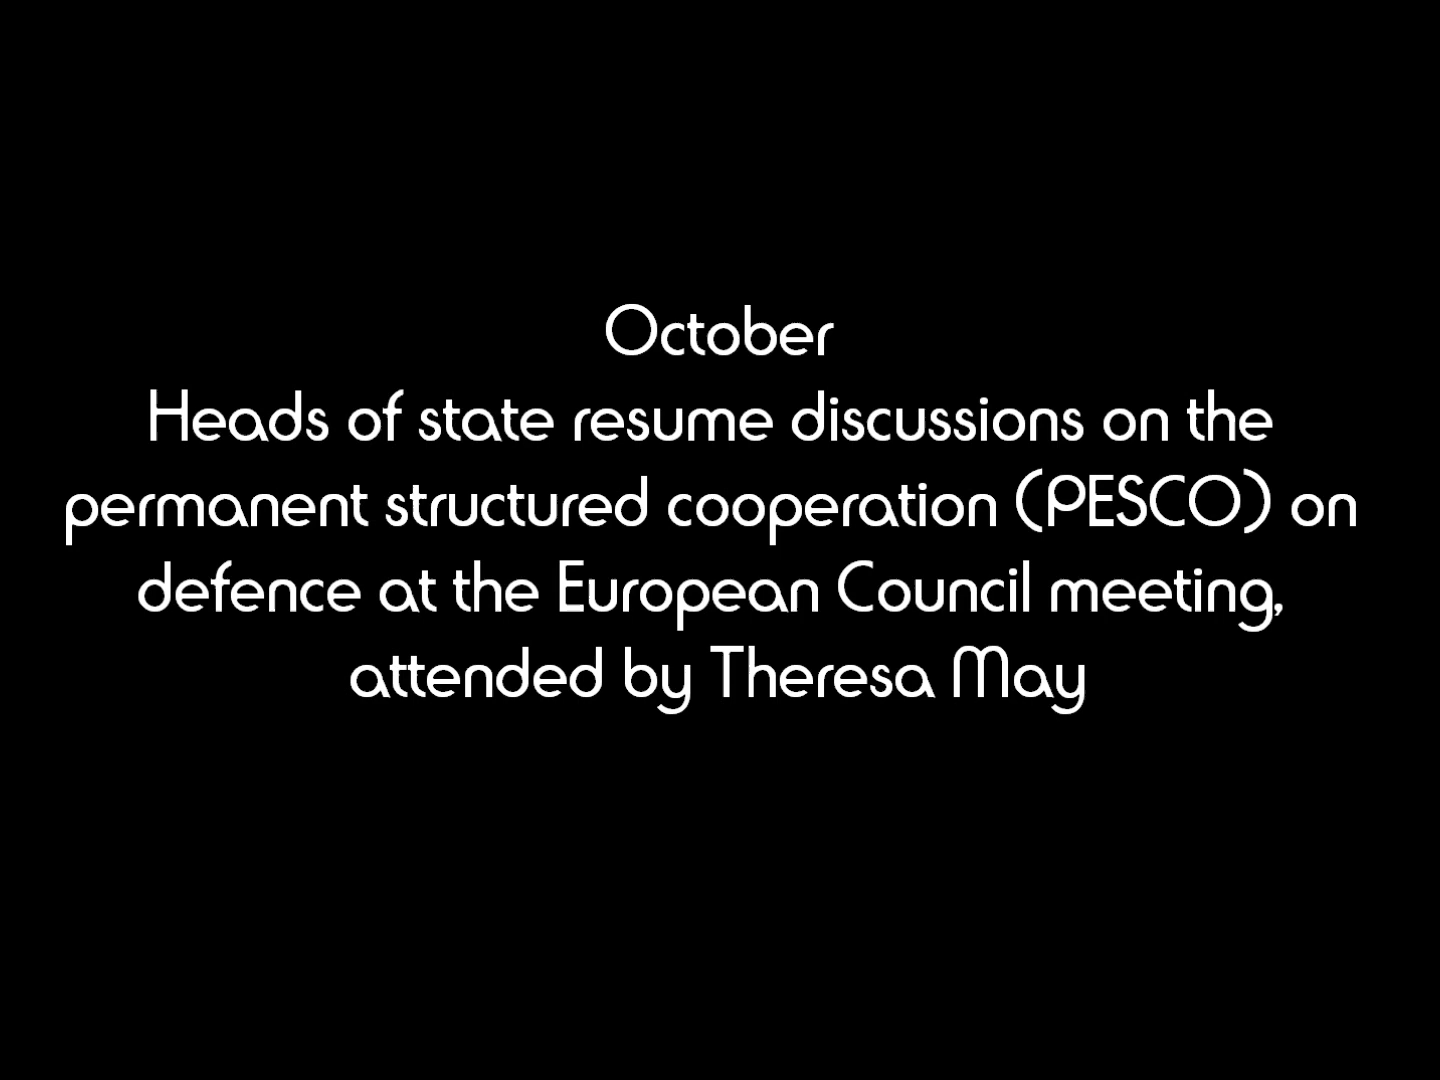 October
Heads of state resume discussions on the
permanent structured cooperation (PESCO) on
defence at the European Council meeting,
attended by Theresa May